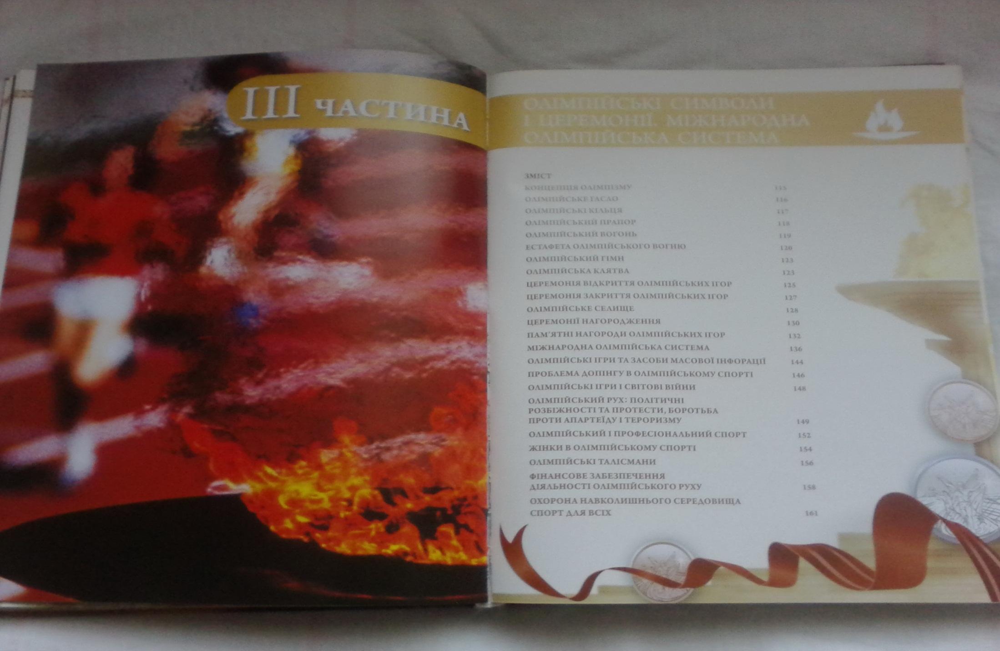 III ЧАСТИНА
ОЛІМПІЙСЬКІ СИМВОЛИ
І ЦЕРЕМОНІЇ. МІЖНАРОДНА
ОЛІМПІЙСЬКА СИСТЕМА
ЗМІСТ
КОНЦЕПЦІЯ ОЛІМПІЗМУ 115
ОЛІМПІЙСЬКЕ ГАСЛО 116
ОЛІМПІЙСЬКІ КІЛЬЦЯ 117
ОЛІМПІЙСЬКИЙ ПРАПОР 118
ОЛІМПІЙСЬКИЙ ВОГОНЬ 119
ЕСТАФЕТА ОЛІМПІЙСЬКОГО ВОГНЮ 120
ОЛІМПІЙСЬКИЙ ГІМН 123
ОЛІМПІЙСЬКА КЛЯТВА 123
ЦЕРЕМОНІЯ ВІДКРИТТЯ ОЛІМПІЙСЬКИХ ІГОР 125
ЦЕРЕМОНІЯ ЗАКРИТТЯ ОЛІМПІЙСЬКИХ ІГОР 127
ОЛІМПІЙСЬКЕ СЕЛИЩЕ 128
ЦЕРЕМОНІЇ НАГОРОДЖЕННЯ 130
ПАМ'ЯТНІ НАГОРОДИ ОЛІМПІЙСЬКИХ ІГОР 132
МІЖНАРОДНА ОЛІМПІЙСЬКА СИСТЕМА 136
ОЛІМПІЙСЬКІ ІГРИ ТА ЗАСОБИ МАСОВОЇ ІНФОРАЦІЇ 144
ПРОБЛЕМА ДОПІНГУ В ОЛІМПІЙСЬКОМУ СПОРТІ 146
ОЛІМПІЙСЬКІ ІГРИ І СВІТОВІ ВІЙНИ 148
ОЛІМПІЙСЬКИЙ РУХ: ПОЛІТИЧНІ
РОЗБІЖНОСТІ ТА ПРОТЕСТИ, БОРОТЬБА
ПРОТИ АПАРТЕЇДУ І ТЕРОРИЗМУ 149
ОЛІМПІЙСЬКИЙ І ПРОФЕСІОНАЛЬНИЙ СПОРТ 152
ЖІНКИ В ОЛІМПІЙСЬКОМУ СПОРТІ 154
ОЛІМПІЙСЬКІ ТАЛІСМАНИ 156
ФІНАНСОВЕ ЗАБЕЗПЕЧЕННЯ
ДІЯЛЬНОСТІ ОЛІМПІЙСЬКОГО РУХУ 158
ОХОРОНА НАВКОЛИШНЬОГО СЕРЕДОВИЩА
СПОРТ ДЛЯ ВСІХ 161